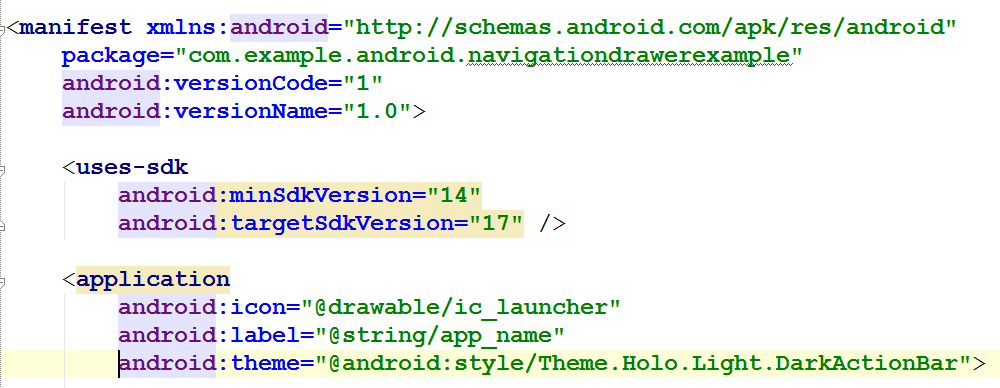 <manifest xmlns:android="http://schemas.android.com/apk/res/android"
package="com.example.android.navigationdrawerexample"
android:versionCode="1"
android:versionName="1.0">
<uses-sdk
android:minSdkVersion="14"
android:targetSdkVersion="17" />
<application
android:icon="@drawable/ic_launcher"
android:label="@string/app_name"
android:theme="@android:style/Theme.Holo.Light.DarkActionBar">